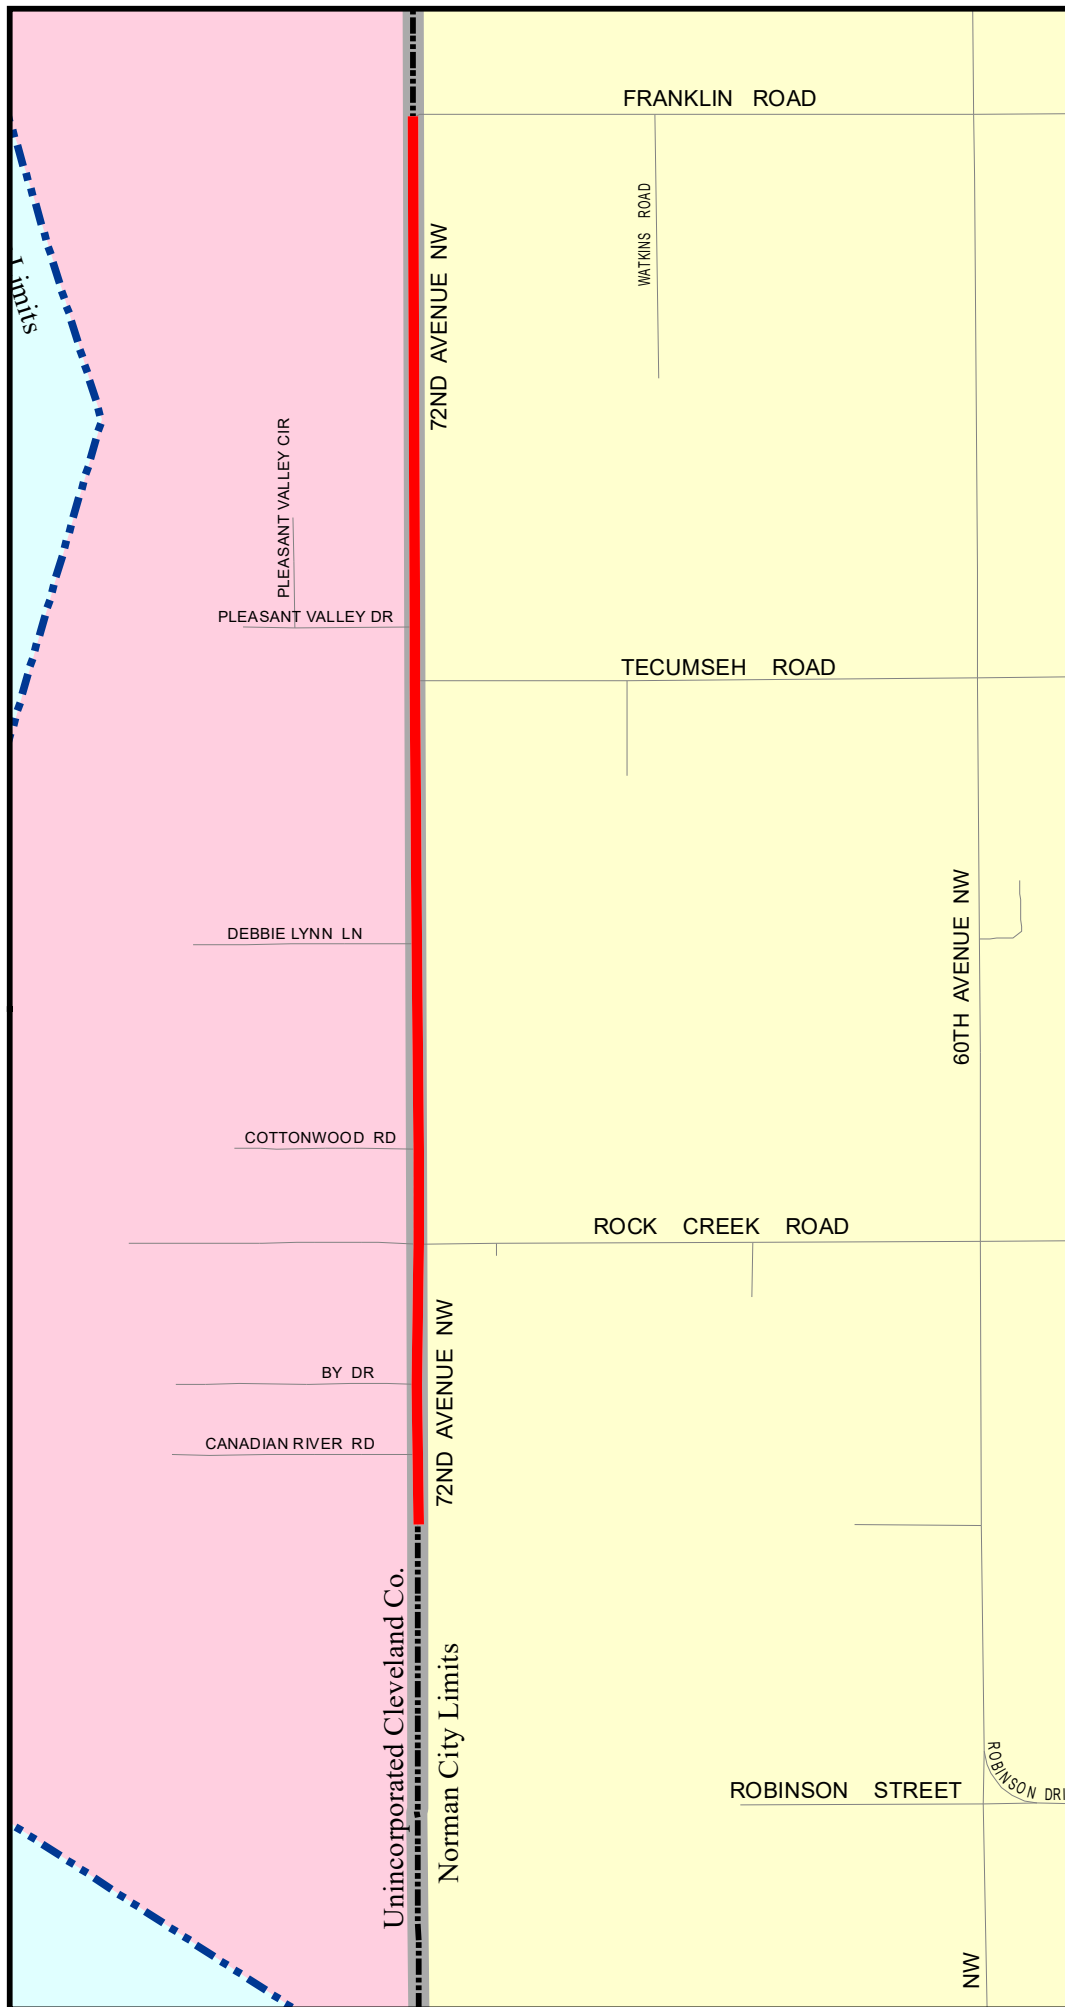 FRANKLIN ROAD
WATKINS ROAD
72ND AVENUE NW
Limits
PLEASANT VALLEY CIR
PLEASANT VALLEY DR
TECUMSEH ROAD
60TH AVENUE NW
DEBBIE LYNN LN
COTTONWOOD RD
ROCK CREEK ROAD
72ND AVENUE NW
BY DR
CANADIAN RIVER RD
Unincorporated Cleveland Co.
Norman City Limits
ROBINSON DRI
ROBINSON STREET
NW